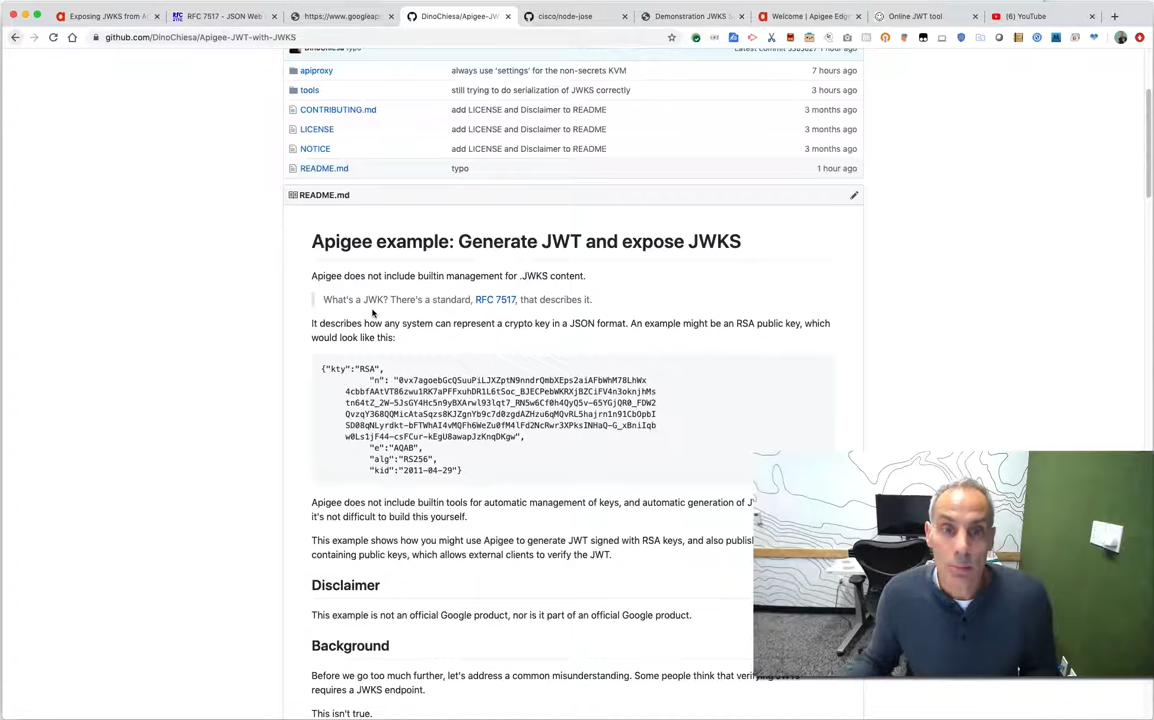 Exposing JWKS from A
RFC 7517 - JSON Web
https://www.googleap
DinoChiesa/Apigee-JW
cisco/node-jose
Demonstration JWKS S
Welcome | Apigee Edg
Online JWT tool
(6) YouTube
github.com/DinoChiesa/Apigee-JWT-with-JWKS
apiproxy always use 'settings' for the non-secrets KVM 7 hours ago
tools still trying to do serialization of JWKS correctly 3 hours ago
CONTRIBUTING.md add LICENSE and Disclaimer to README 3 months ago
LICENSE add LICENSE and Disclaimer to README 3 months ago
NOTICE add LICENSE and Disclaimer to README 3 months ago
README.md typo 1 hour ago
README.md
Apigee example: Generate JWT and expose JWKS
Apigee does not include builtin management for .JWKS content.
What's a JWK? There's a standard, RFC 7517, that describes it.
It describes how any system can represent a crypto key in a JSON format. An example might be an RSA public key, which
would look like this:
{"kty":"RSA",
"n": "0vx7agoebGcQSuuPiLJXZptN9nndrQmbXEps2aiAFbWhM78LhWx
4cbbfAAtVT86zwu1RK7aPFFxuhDR1L6tSoc_BJECPebWKRXjBZCiFV4n3oknjhMs
tn64tZ_2W-5JsGY4Hc5n9yBXArwl93lqt7_RN5w6Cf0h4QyQ5v-65YGjQR0_FDW2
QvzqY368QQMicAtaSqzs8KJZgnYb9c7d0zgdAZHzu6qMQvRL5hajrn1n91CbOpbI
SD08qNLyrdkt-bFTWhAI4vMQFh6WeZu0fM4lFd2NcRwr3XPksINHaQ-G_xBniIqb
w0Ls1jF44-csFCur-kEgU8awapJzKnqDKgw",
"e":"AQAB",
"alg":"RS256",
"kid":"2011-04-29"}
Apigee does not include builtin tools for automatic management of keys, and automatic generation of J
it's not difficult to build this yourself.
This example shows how you might use Apigee to generate JWT signed with RSA keys, and also publis
containing public keys, which allows external clients to verify the JWT.
Disclaimer
This example is not an official Google product, nor is it part of an official Google product.
Background
Before we go too much further, let's address a common misunderstanding. Some people think that
requires a JWKS endpoint.
This isn't true.